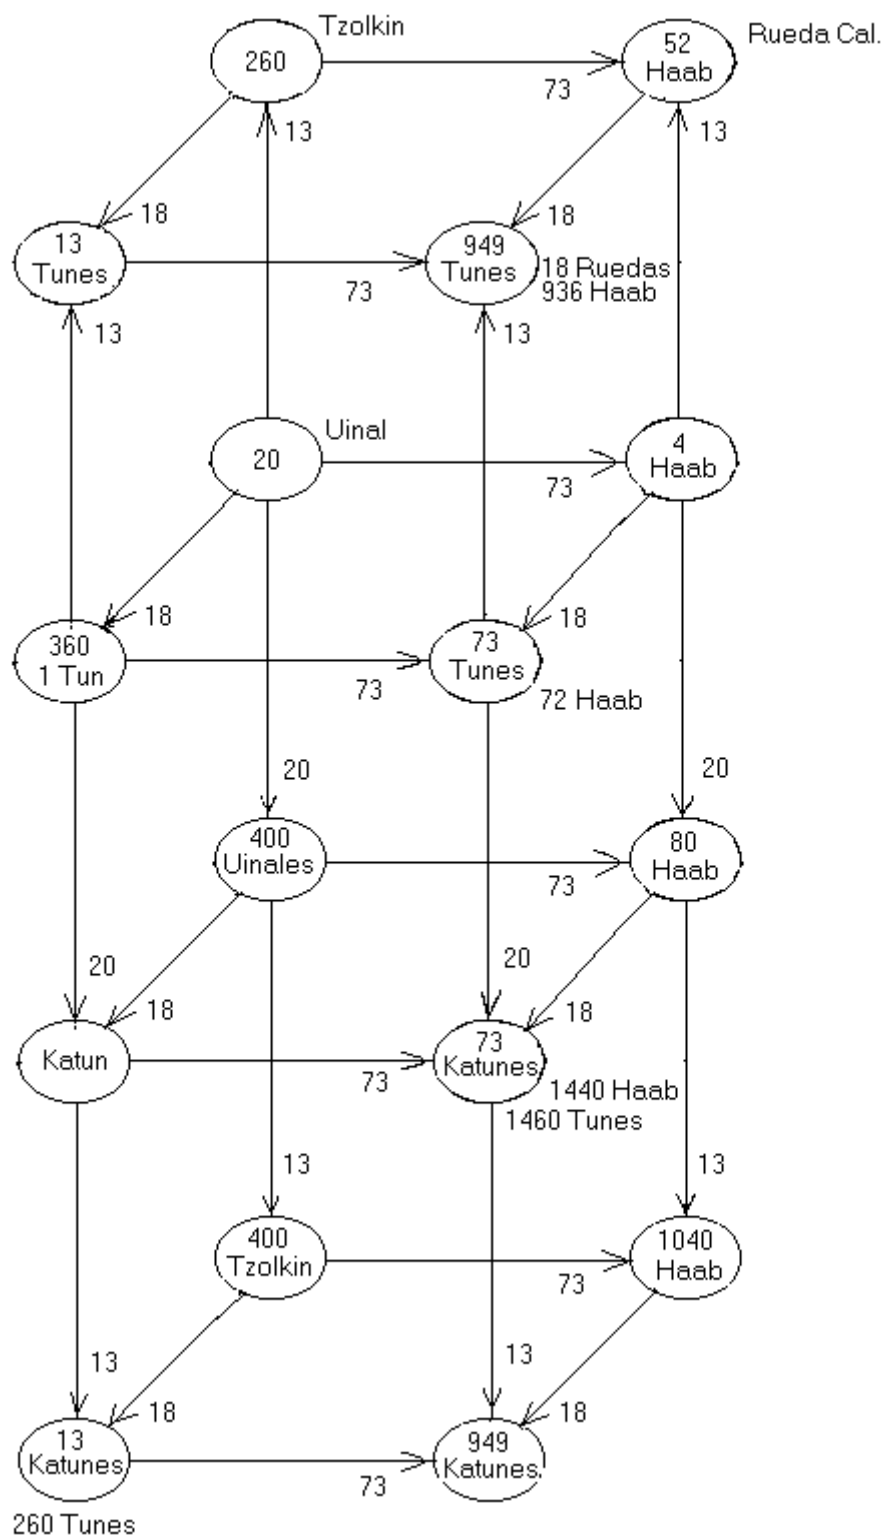 Tzolkin
260
52
Haab
Rueda Cal.
73
13
13
18
18
13
Tunes
949
Tunes
18 Ruedas
936 Haab
73
13
13
Uinal
20
4
Haab
73
18
18
360
1 Tun
73
Tunes
73
72 Haab
20
20
400
Uinales
80
Haab
73
20
20
18
18
Katun
73
Katunes
73
1440 Haab
1460 Tunes
13
13
400
Tzolkin
1040
Haab
73
13
13
18
18
13
Katunes
949
Katunes
73
260 Tunes